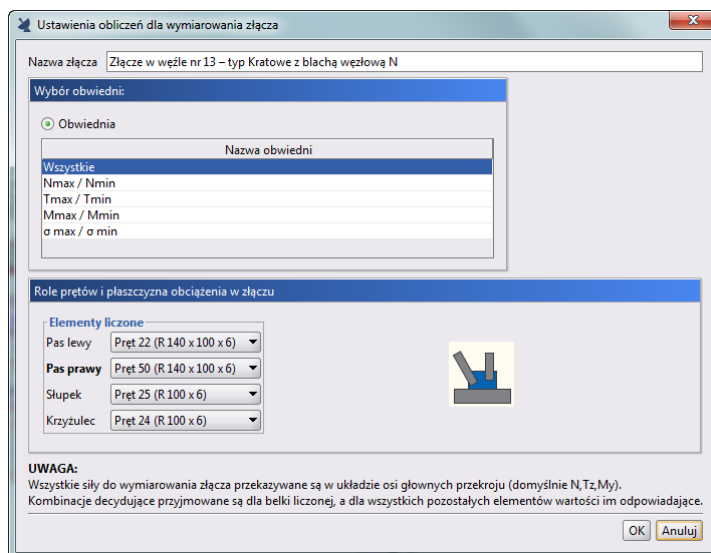 Ustawienia obliczeń dla wymiarowania złącza
Nazwa złącza Złącze w węźle nr 13 – typ Kratowe z blachą węzłową N
Wybór obwiedni:
Obwiednia
Nazwa obwiedni
Wszystkie
Nmax / Nmin
Tmax / Tmin
Mmax / Mmin
σ max / σ min
Role prętów i płaszczyzna obciążenia w złączu
Elementy liczone
Pas lewy Pręt 22 (R 140 x 100 x 6)
Pas prawy Pręt 50 (R 140 x 100 x 6)
Słupek Pręt 25 (R 100 x 6)
Krzyżulec Pręt 24 (R 100 x 6)
UWAGA:
Wszystkie siły do wymiarowania złącza przekazywane są w układzie osi głownych przekroju (domyślnie N,Tz,My).
Kombinacje decydujące przyjmowane są dla belki liczonej, a dla wszystkich pozostałych elementów wartości im odpowiadające.
OK Anuluj